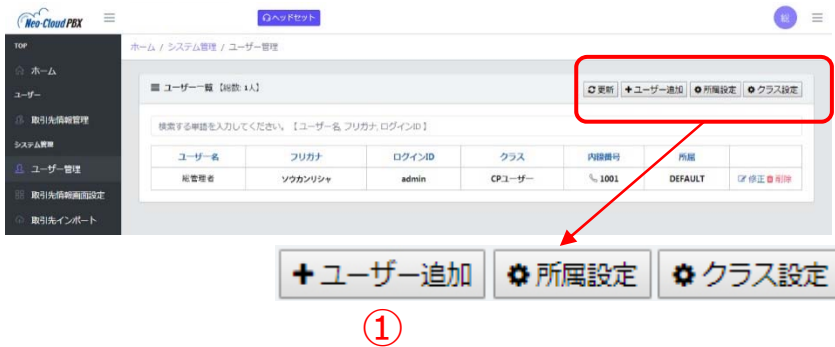 Neo-Cloud PBX
ヘッドセット
総
TOP
ホーム
ユーザー
取引先情報管理
システム管理
ユーザー管理
取引先情報画面設定
取引先インポート
ホーム / システム管理 / ユーザー管理
ユーザー一覧【総数:1人】
更新 ユーザー追加 所属設定 クラス設定
検索する単語を入力してください。【ユーザー名,フリガナ,ログインID】
ユーザー名 フリガナ ログインID クラス 内線番号 所属
総管理者 ソウカンリシャ admin CPユーザー 1001 DEFAULT 修正 削除
+ユーザー追加 所属設定 クラス設定
①